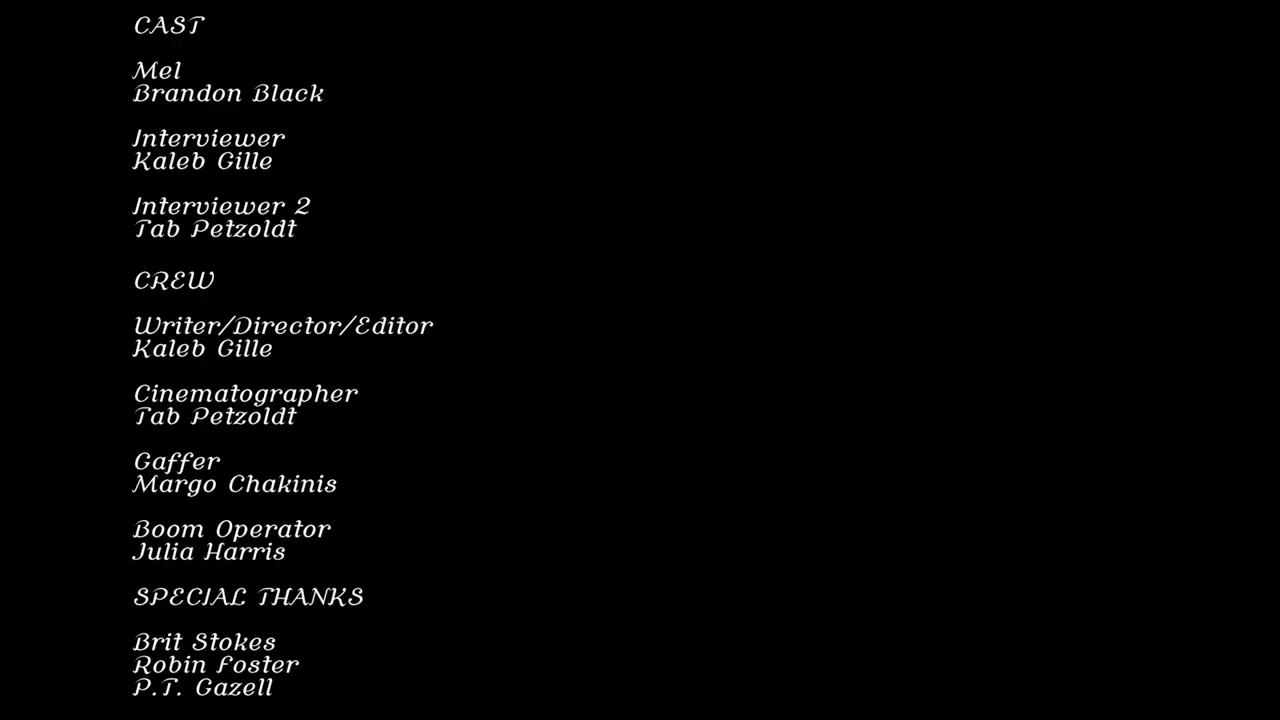 CAST
Mel
Brandon Black
Interviewer
Kaleb Gille
Interviewer 2
Tab Petzoldt
CREW
Writer/Director/Editor
Kaleb Gille
Cinematographer
Tab Petzoldt
Gaffer
Margo Chakinis
Boom Operator
Julia Harris
SPECIAL THANKS
Brit Stokes
Robin Foster
P.T. Gazell